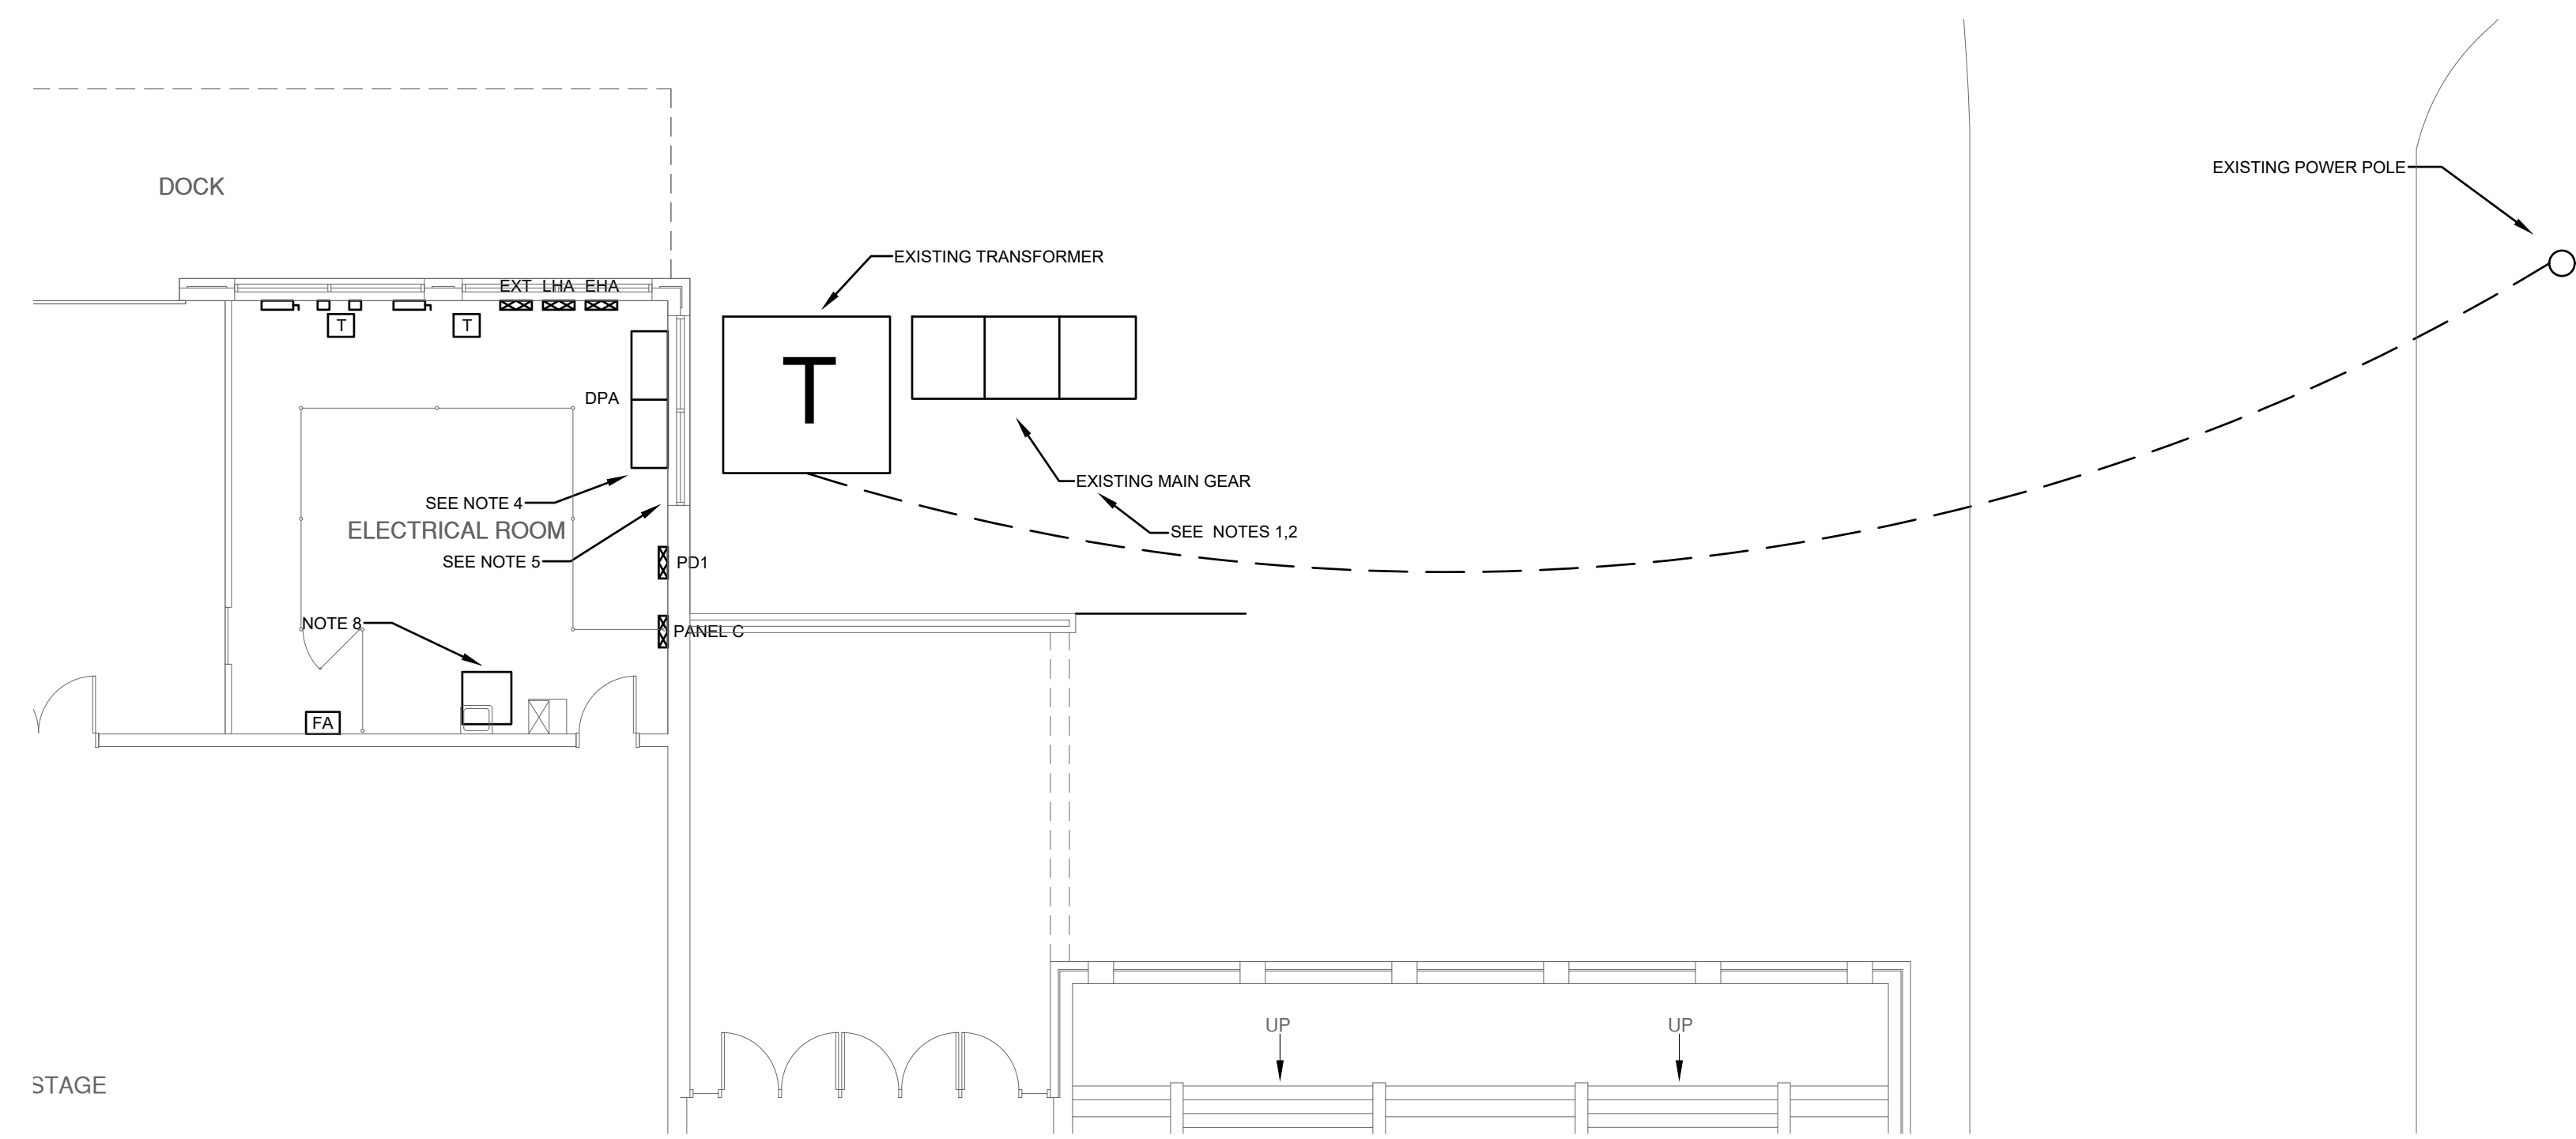 EXISTING POWER POLE
DOCK
EXISTING TRANSFORMER
EXT LHA EHA
T
T
T
DPA
EXISTING MAIN GEAR
SEE NOTE 4
ELECTRICAL ROOM
SEE  NOTES 1,2
SEE NOTE 5
PD1
NOTE 8
PANEL C
FA
UP
UP
STAGE